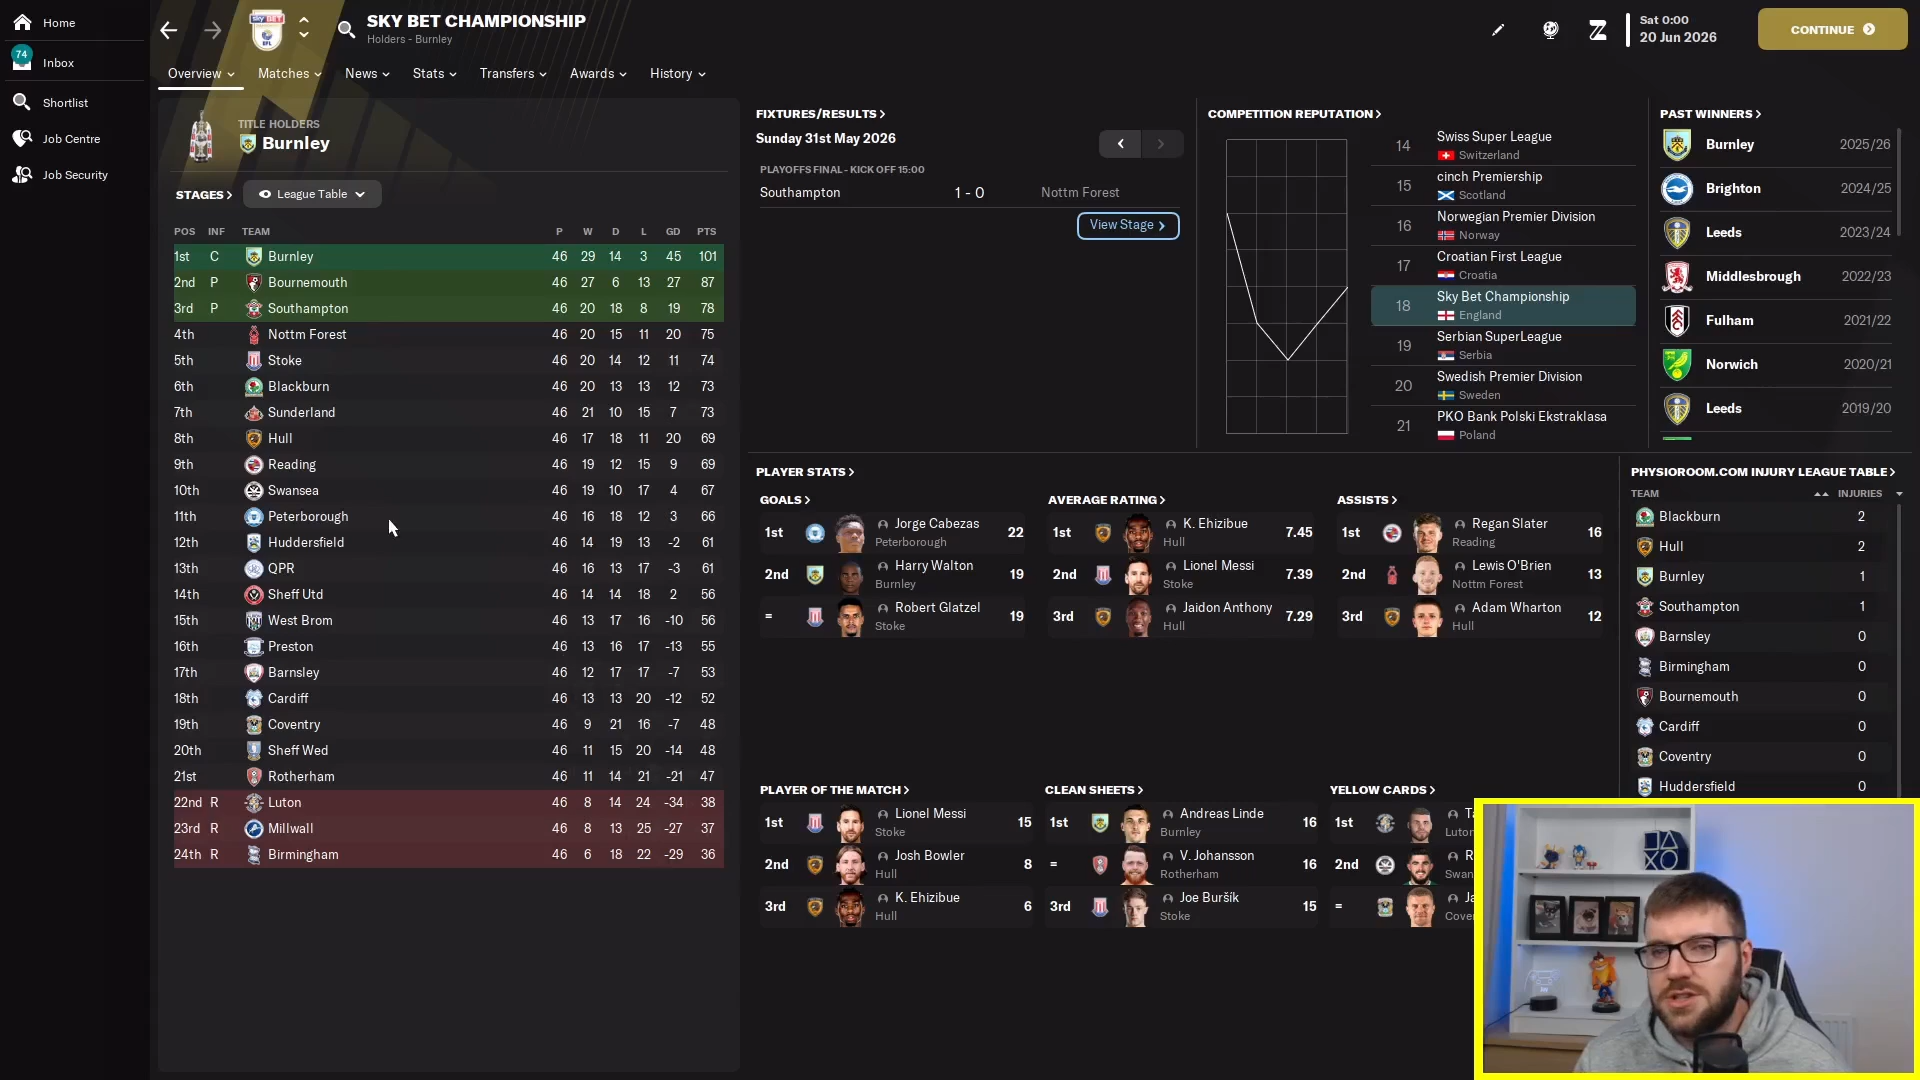 Home
74
Inbox
Shortlist
Job Centre
Job Security
SKY BET CHAMPIONSHIP
Holders - Burnley
Sat 0:00
20 Jun 2026
CONTINUE
Overview
Matches
News
Stats
Transfers
Awards
History
TITLE HOLDERS
Burnley
STAGES
League Table
POS INF TEAM P W D L GD PTS
1st C Burnley 46 29 14 3 45 101
2nd P Bournemouth 46 27 6 13 27 87
3rd P Southampton 46 20 18 8 19 78
4th Nottm Forest 46 20 15 11 20 75
5th Stoke 46 20 14 12 11 74
6th Blackburn 46 20 13 13 12 73
7th Sunderland 46 21 10 15 7 73
8th Hull 46 17 18 11 20 69
9th Reading 46 19 12 15 9 69
10th Swansea 46 19 10 17 4 67
11th Peterborough 46 16 18 12 3 66
12th Huddersfield 46 14 19 13 -2 61
13th QPR 46 16 13 17 -3 61
14th Sheff Utd 46 14 14 18 2 56
15th West Brom 46 13 17 16 -10 56
16th Preston 46 13 16 17 -13 55
17th Barnsley 46 12 17 17 -7 53
18th Cardiff 46 13 13 20 -12 52
19th Coventry 46 9 21 16 -7 48
20th Sheff Wed 46 11 15 20 -14 48
21st Rotherham 46 11 14 21 -21 47
22nd R Luton 46 8 14 24 -34 38
23rd R Millwall 46 8 13 25 -27 37
24th R Birmingham 46 6 18 22 -29 36
FIXTURES/RESULTS
Sunday 31st May 2026
PLAYOFFS FINAL - KICK OFF 15:00
Southampton 1 - 0 Nottm Forest
View Stage
COMPETITION REPUTATION
14 Swiss Super League
Switzerland
15 cinch Premiership
Scotland
16 Norwegian Premier Division
Norway
17 Croatian First League
Croatia
18 Sky Bet Championship
England
19 Serbian SuperLeague
Serbia
20 Swedish Premier Division
Sweden
21 PKO Bank Polski Ekstraklasa
Poland
PAST WINNERS
Burnley 2025/26
Brighton 2024/25
Leeds 2023/24
Middlesbrough 2022/23
Fulham 2021/22
Norwich 2020/21
Leeds 2019/20
PLAYER STATS
GOALS
1st Jorge Cabezas 22
Peterborough
2nd Harry Walton 19
Burnley
= Robert Glatzel 19
Stoke
AVERAGE RATING
1st K. Ehizibue 7.45
Hull
2nd Lionel Messi 7.39
Stoke
3rd Jaidon Anthony 7.29
Hull
ASSISTS
1st Regan Slater 16
Reading
2nd Lewis O'Brien 13
Nottm Forest
3rd Adam Wharton 12
Hull
PLAYER OF THE MATCH
1st Lionel Messi 15
Stoke
2nd Josh Bowler 8
Hull
3rd K. Ehizibue 6
Hull
CLEAN SHEETS
1st Andreas Linde 16
Burnley
= V. Johansson 16
Rotherham
3rd Joe Buršík 15
Stoke
YELLOW CARDS
1st
Luton
2nd R
Swan
= Ja
Cove
PHYSIOROOM.COM INJURY LEAGUE TABLE
TEAM INJURIES
Blackburn 2
Hull 2
Burnley 1
Southampton 1
Barnsley 0
Birmingham 0
Bournemouth 0
Cardiff 0
Coventry 0
Huddersfield 0